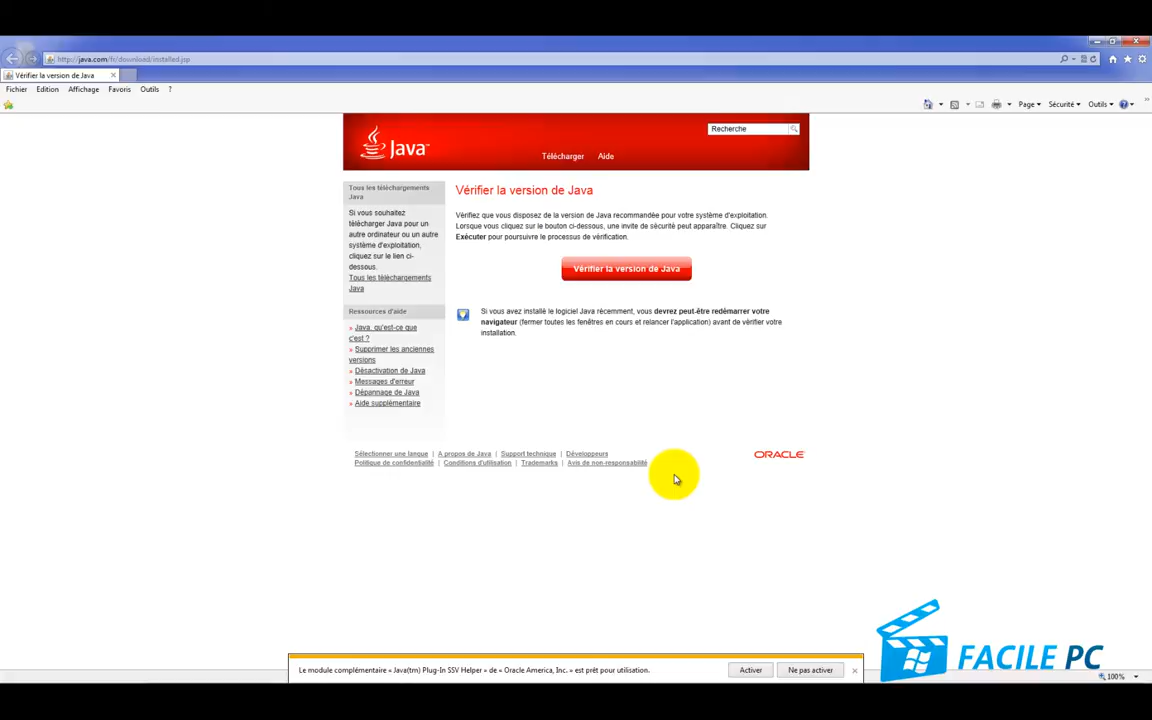 http://java.com/fr/download/installed.jsp
Vérifier la version de Java
Fichier Edition Affichage Favoris Outils ?
Page Sécurité Outils
Java
Recherche
Télécharger Aide
Tous les téléchargements
Java
Si vous souhaitez
télécharger Java pour un
autre ordinateur ou un autre
système d'exploitation,
cliquez sur le lien ci-
dessous.
Tous les téléchargements
Java
Ressources d'aide
» Java, qu'est-ce que
c'est ?
» Supprimer les anciennes
versions
» Désactivation de Java
» Messages d'erreur
» Dépannage de Java
» Aide supplémentaire
Vérifier la version de Java
Vérifiez que vous disposez de la version de Java recommandée pour votre système d'exploitation.
Lorsque vous cliquez sur le bouton ci-dessous, une invite de sécurité peut apparaître. Cliquez sur
Exécuter pour poursuivre le processus de vérification.
Vérifier la version de Java
Si vous avez installé le logiciel Java récemment, vous devrez peut-être redémarrer votre
navigateur (fermer toutes les fenêtres en cours et relancer l'application) avant de vérifier votre
installation.
Sélectionner une langue | A propos de Java | Support technique | Développeurs
Politique de confidentialité | Conditions d'utilisation | Trademarks | Avis de non-responsabilité
ORACLE
Le module complémentaire « Java(tm) Plug-In SSV Helper » de « Oracle America, Inc. » est prêt pour utilisation.
Activer Ne pas activer
FACILE PC
100%